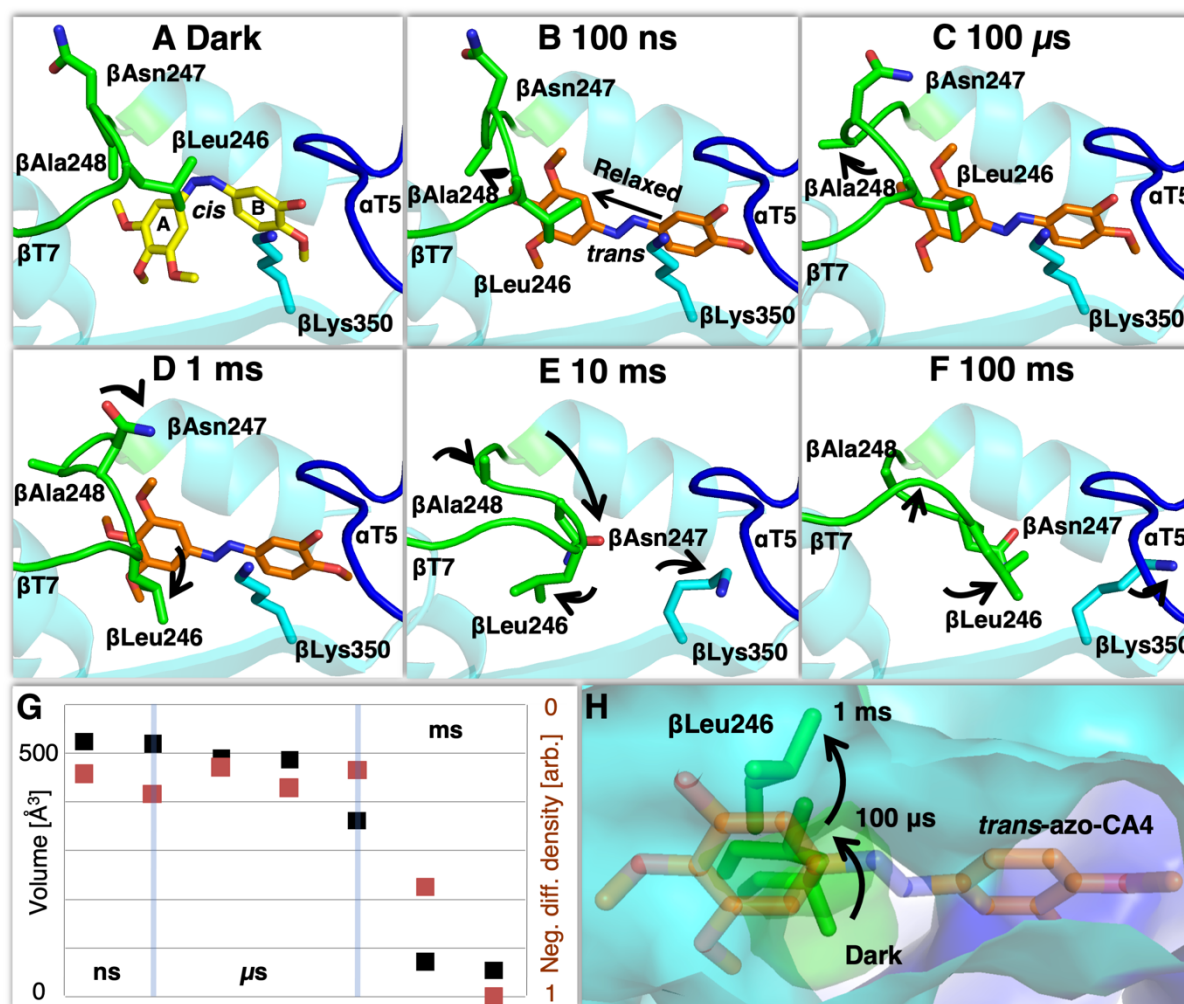 A Dark
βAsn247
βAla248
βLeu246
cis
A
B
αT5
βT7
βLys350
B 100 ns
βAsn247
Relaxed
βAla248
trans
αT5
βT7
βLeu246
βLys350
C 100 µs
βAsn247
βLeu246
βAla248
αT5
βT7
βLys350
D 1 ms
βAsn247
βAla248
αT5
βT7
βLeu246
βLys350
E 10 ms
βAla248
βAsn247
αT5
βT7
βLeu246
βLys350
F 100 ms
βAla248
βAsn247
αT5
βT7
βLeu246
βLys350
G
ms
0
500
Volume [Å³]
Neg. diff. density [arb.]
ns
µs
0
1
H
βLeu246
1 ms
100 µs
trans-azo-CA4
Dark